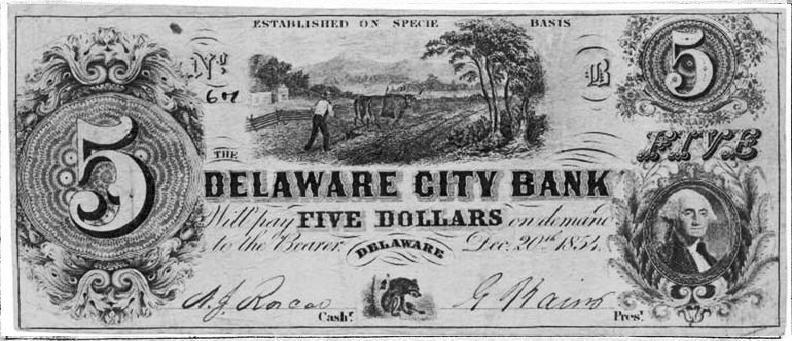 ESTABLISHED ON SPECIE BASIS
No.
B
5
FIVE
5
THE
DELAWARE CITY BANK
Will pay FIVE DOLLARS on demand
to the Bearer DELAWARE Dec. 20th 1854
Cash.r
Pres.t